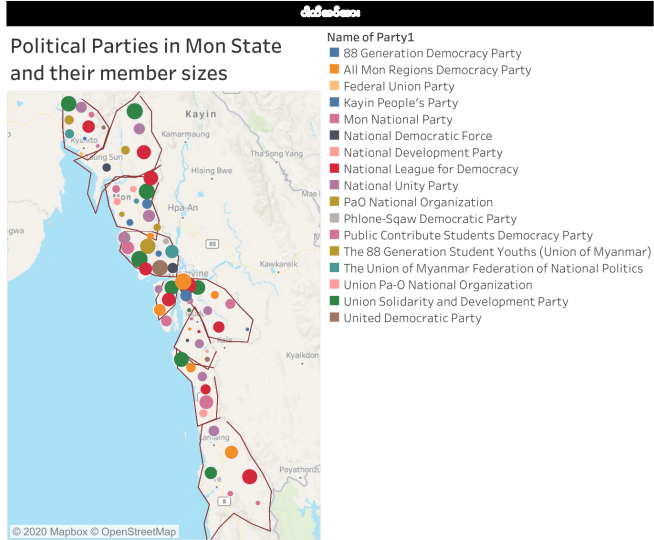 Political Parties in Mon State
and their member sizes
Name of Party1
88 Generation Democracy Party
All Mon Regions Democracy Party
Federal Union Party
Kayin People's Party
Mon National Party
National Democratic Force
National Development Party
National League for Democracy
National Unity Party
PaO National Organization
Phlone-Sqaw Democratic Party
Public Contribute Students Democracy Party
The 88 Generation Student Youths (Union of Myanmar)
The Union of Myanmar Federation of National Politics
Union Pa-O National Organization
Union Solidarity and Development Party
United Democratic Party
Kayin
Kamarmaung
Tha Song Yang
Hlaing Bwe
Mae
Hpa-An
gwa
85
Kawkareik
Kyaikdon
Payathonzu
8
© 2020 Mapbox © OpenStreetMap